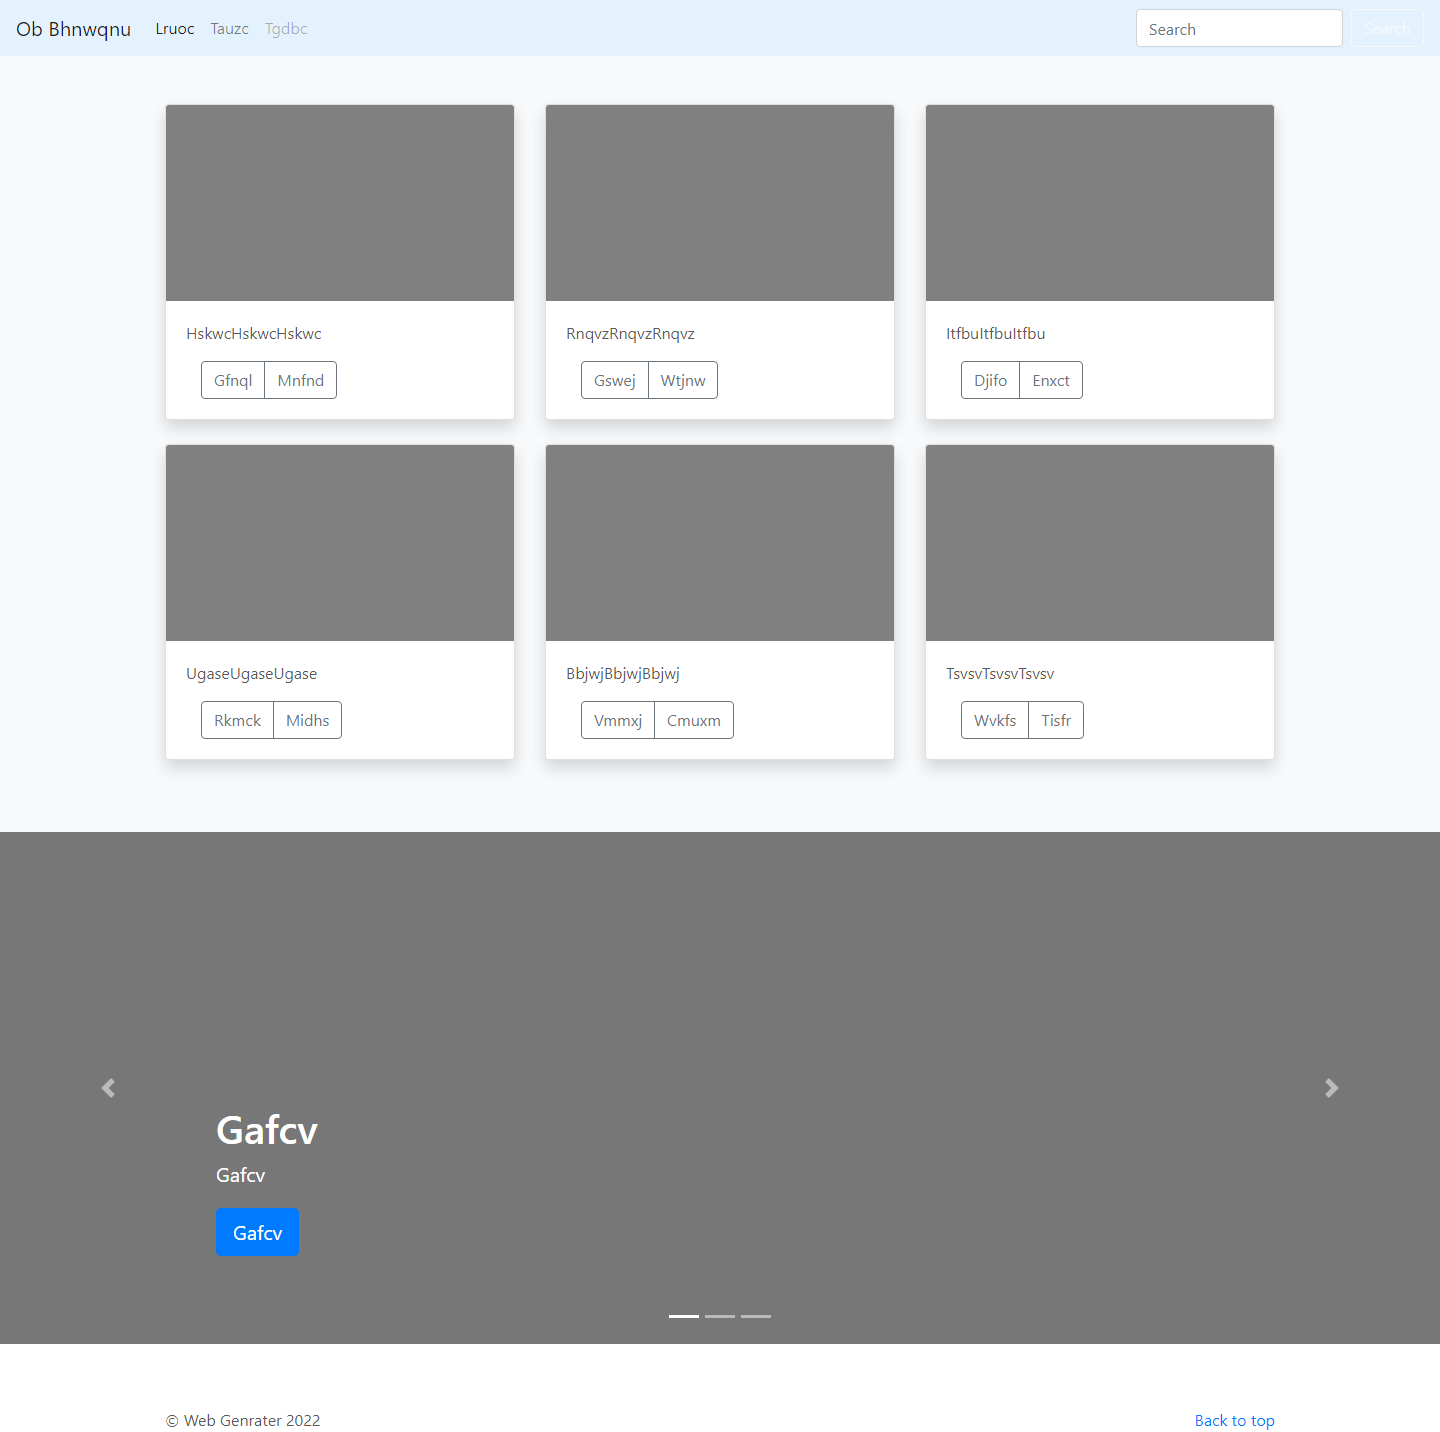 Ob Bhnwqnu Lruoc Tauzc Tgdbc Search Search
HskwcHskwcHskwc RnqvzRnqvzRnqvz ItfbuItfbuItfbu
Gfnql Mnfnd Gswej Wtjnw Djifo Enxct
UgaseUgaseUgase BbjwjBbjwjBbjwj TsvsvTsvsvTsvsv
Rkmck Midhs Vmmxj Cmuxm Wvkfs Tisfr
Gafcv
Gafcv
Gafcv
© Web Genrater 2022 Back to top